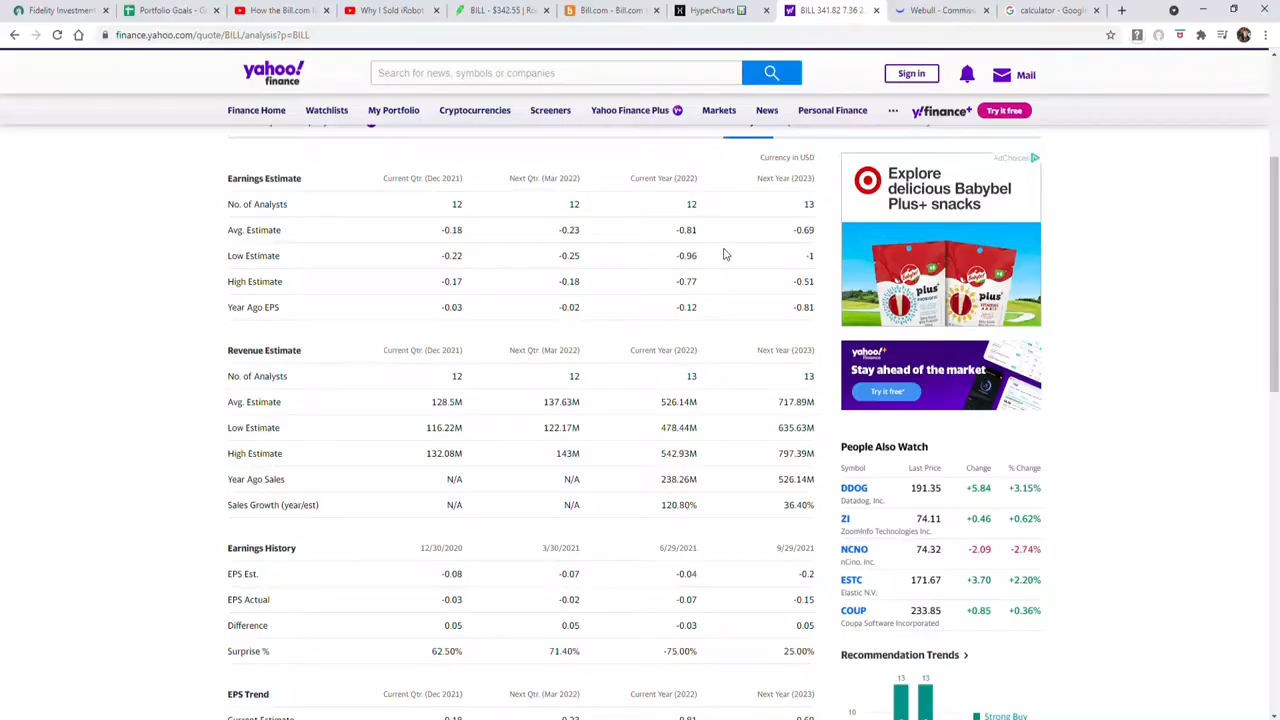 Fidelity Investment
Portfolio Goals - G
How the Bill.com Is
Why I Sold iRobot
BILL - $342.55 | Ro
Bill.com - Bill.com
HyperCharts
BILL 341.82 7.36 2.
Webull - Commiss
calculator - Google
finance.yahoo.com/quote/BILL/analysis?p=BILL
yahoo!
finance
Search for news, symbols or companies
Sign in
Mail
Finance Home Watchlists My Portfolio Cryptocurrencies Screeners Yahoo Finance Plus Markets News Personal Finance ... y!finance+ Try it free
Currency in USD
Earnings Estimate Current Qtr. (Dec 2021) Next Qtr. (Mar 2022) Current Year (2022) Next Year (2023)
No. of Analysts 12 12 12 13
Avg. Estimate -0.18 -0.23 -0.81 -0.69
Low Estimate -0.22 -0.25 -0.96 -1
High Estimate -0.17 -0.18 -0.77 -0.51
Year Ago EPS -0.03 -0.02 -0.12 -0.81
Revenue Estimate Current Qtr. (Dec 2021) Next Qtr. (Mar 2022) Current Year (2022) Next Year (2023)
No. of Analysts 12 12 13 13
Avg. Estimate 128.5M 137.63M 526.14M 717.89M
Low Estimate 116.22M 122.17M 478.44M 635.63M
High Estimate 132.08M 143M 542.93M 797.39M
Year Ago Sales N/A N/A 238.26M 526.14M
Sales Growth (year/est) N/A N/A 120.80% 36.40%
Earnings History 12/30/2020 3/30/2021 6/29/2021 9/29/2021
EPS Est. -0.08 -0.07 -0.04 -0.2
EPS Actual -0.03 -0.02 -0.07 -0.15
Difference 0.05 0.05 -0.03 0.05
Surprise % 62.50% 71.40% -75.00% 25.00%
EPS Trend Current Qtr. (Dec 2021) Next Qtr. (Mar 2022) Current Year (2022) Next Year (2023)
Current Estimate -0.18 -0.23 -0.81 -0.69
AdChoices
Explore
delicious Babybel
Plus+ snacks
plus+
plus+
yahoo!+
finance
Stay ahead of the market
Try it free*
People Also Watch
Symbol Last Price Change % Change
DDOG 191.35 +5.84 +3.15%
Datadog, Inc.
ZI 74.11 +0.46 +0.62%
ZoomInfo Technologies Inc.
NCNO 74.32 -2.09 -2.74%
nCino, Inc.
ESTC 171.67 +3.70 +2.20%
Elastic N.V.
COUP 233.85 +0.85 +0.36%
Coupa Software Incorporated
Recommendation Trends >
13 13
10
Strong Buy